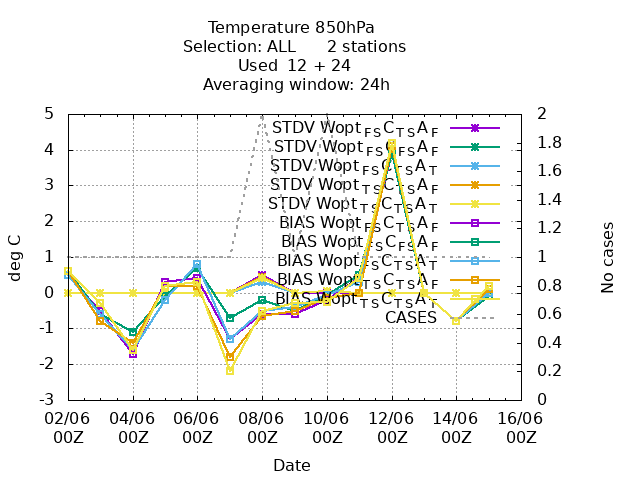 Temperature 850hPa
Selection: ALL 2 stations
Used 12 + 24
Averaging window: 24h
5
4
3
2
1
0
-1
-2
-3
deg C
2
1.8
1.6
1.4
1.2
1
0.8
0.6
0.4
0.2
0
No cases
STDV Wopt FS C TS A F
STDV Wopt FS C FS A F
STDV Wopt FS C TS A T
STDV Wopt TS C TS A F
STDV Wopt TS C TS A T
BIAS Wopt FS C TS A F
BIAS Wopt FS C FS A F
BIAS Wopt FS C TS A T
BIAS Wopt TS C TS A F
BIAS Wopt TS C TS A T
CASES
02/06 04/06 06/06 08/06 10/06 12/06 14/06 16/06
00Z 00Z 00Z 00Z 00Z 00Z 00Z 00Z
Date